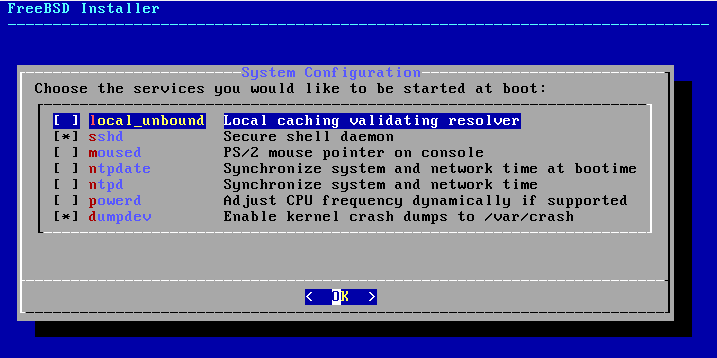 FreeBSD Installer
System Configuration
Choose the services you would like to be started at boot:
[ ] local_unbound Local caching validating resolver
[*] sshd Secure shell daemon
[ ] moused PS/2 mouse pointer on console
[ ] ntpdate Synchronize system and network time at bootime
[ ] ntpd Synchronize system and network time
[ ] powerd Adjust CPU frequency dynamically if supported
[*] dumpdev Enable kernel crash dumps to /var/crash
< OK >